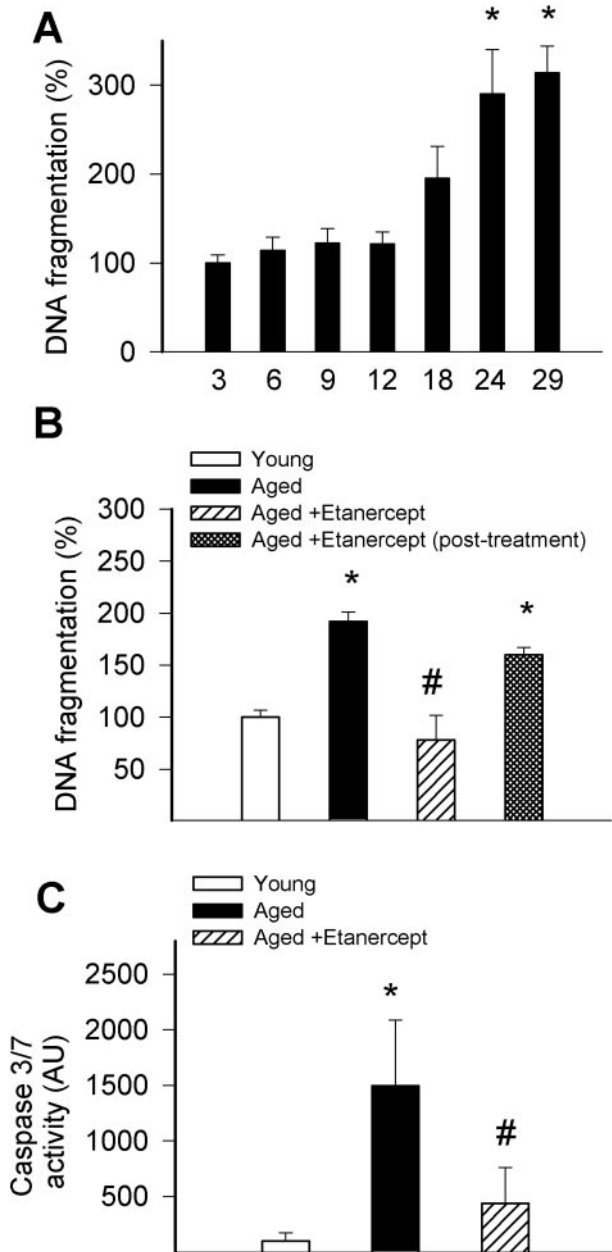 A
DNA fragmentation (%)
300
200
100
0
* *
3 6 9 12 18 24 29
B
Young
Aged
Aged +Etanercept
Aged +Etanercept (post-treatment)
DNA fragmentation (%)
300
250
200
150
100
50
*
#
*
C
Young
Aged
Aged +Etanercept
Caspase 3/7
activity (AU)
2500
2000
1500
1000
500
*
#